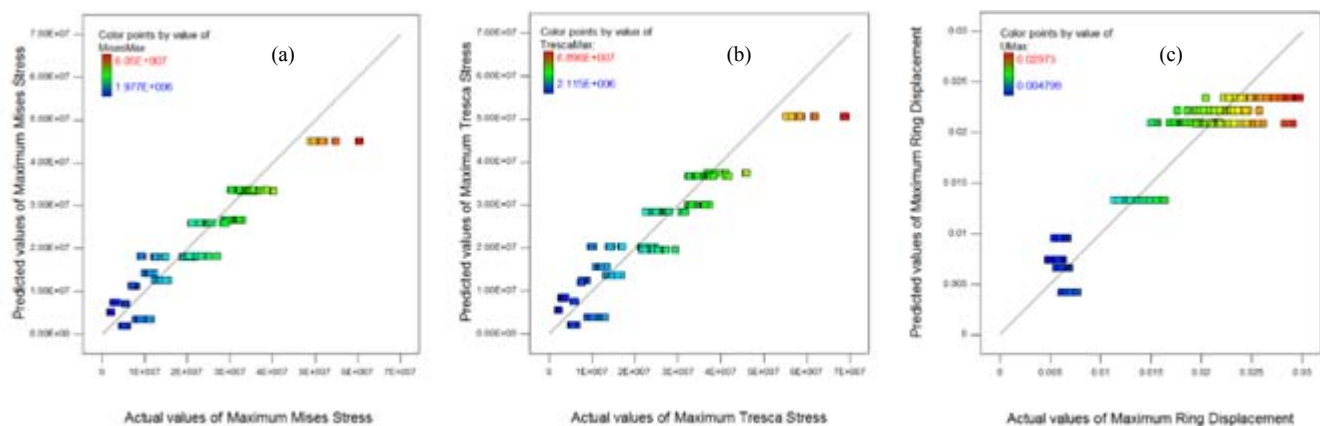 Color points by value of
MisesMax
6.05E+007
1.977E+006
(a)
7.00E+07
6.00E+07
5.00E+07
4.00E+07
3.00E+07
2.00E+07
1.00E+07
0.00E+00
Predicted values of Maximum Mises Stress
0
1E+007
2E+007
3E+007
4E+007
5E+007
6E+007
7E+007
Actual values of Maximum Mises Stress
Color points by value of
TrescaMax:
6.896E+007
2.115E+006
(b)
7.00E+07
6.00E+07
5.00E+07
4.00E+07
3.00E+07
2.00E+07
1.00E+07
0.00E+00
Predicted values of Maximum Tresca Stress
0
1E+007
2E+007
3E+007
4E+007
5E+007
6E+007
7E+007
Actual values of Maximum Tresca Stress
Color points by value of
UMax:
0.02973
0.004799
(c)
0.03
0.025
0.02
0.015
0.01
0.005
0
Predicted values of Maximum Ring Displacement
0
0.005
0.01
0.015
0.02
0.025
0.03
Actual values of Maximum Ring Displacement